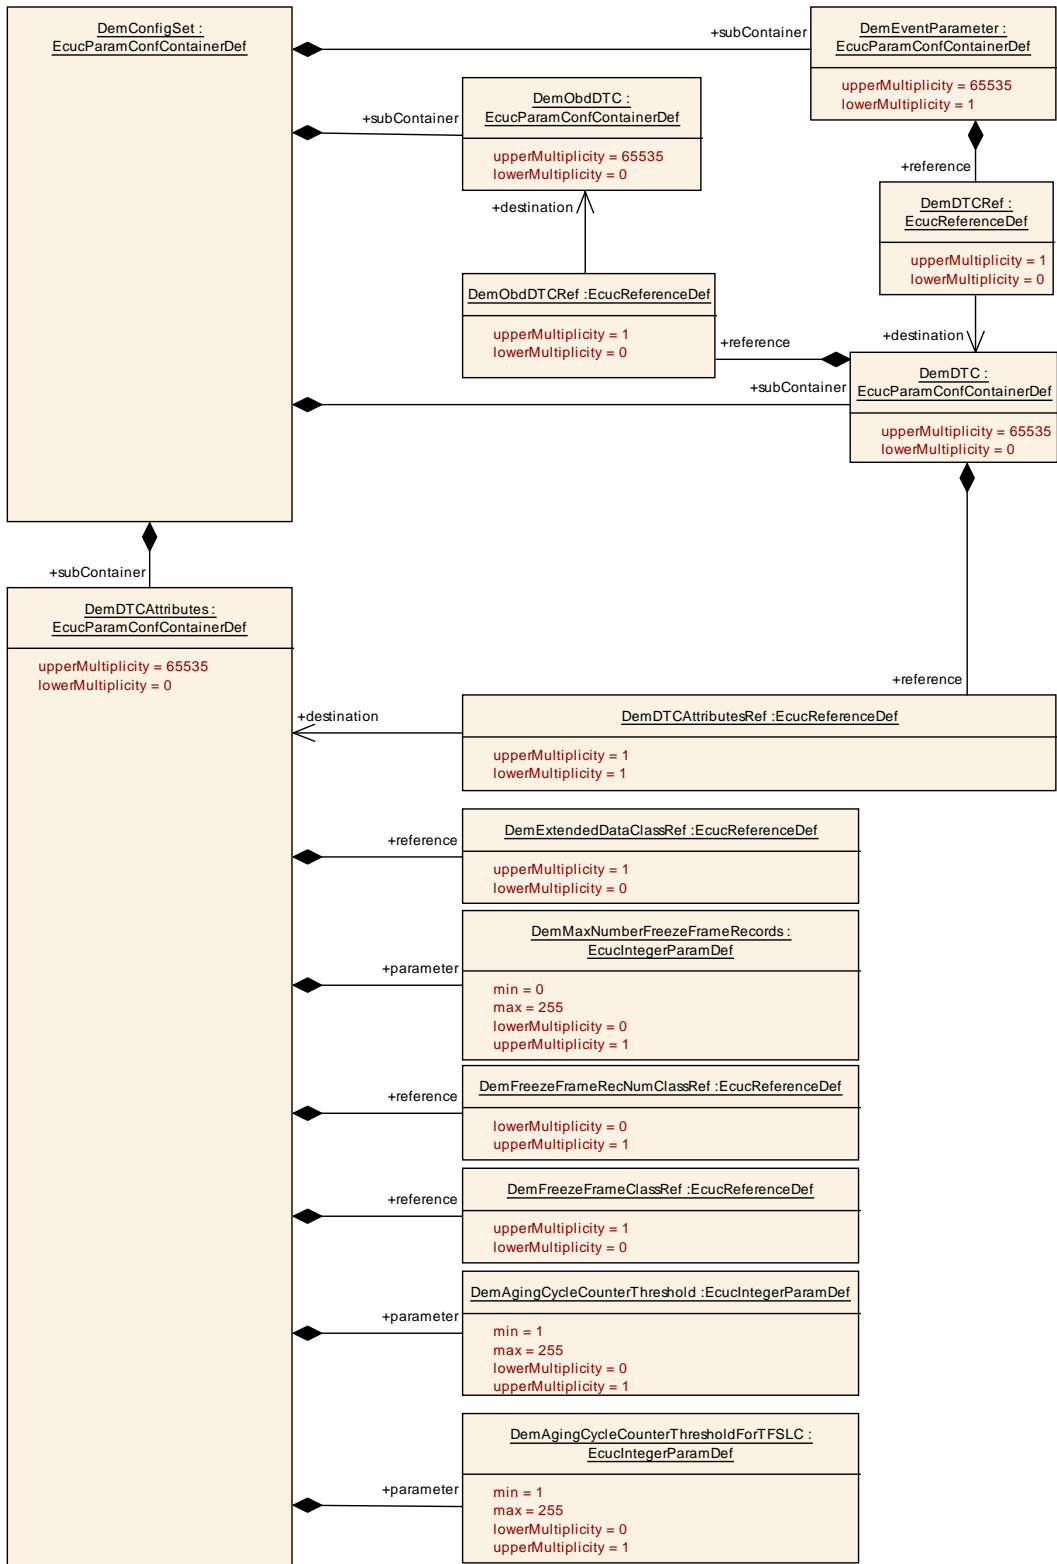 DemConfigSet :
EcucParamConfContainerDef
+subContainer
DemEventParameter :
EcucParamConfContainerDef
upperMultiplicity = 65535
lowerMultiplicity = 1
+subContainer
DemObdDTC :
EcucParamConfContainerDef
upperMultiplicity = 65535
lowerMultiplicity = 0
+reference
DemDTCRef :
EcucReferenceDef
upperMultiplicity = 1
lowerMultiplicity = 0
+destination
DemObdDTCRef :EcucReferenceDef
upperMultiplicity = 1
lowerMultiplicity = 0
+reference
+destination
DemDTC :
EcucParamConfContainerDef
upperMultiplicity = 65535
lowerMultiplicity = 0
+subContainer
+subContainer
DemDTCAttributes :
EcucParamConfContainerDef
upperMultiplicity = 65535
lowerMultiplicity = 0
+reference
+destination
DemDTCAttributesRef :EcucReferenceDef
upperMultiplicity = 1
lowerMultiplicity = 1
+reference
DemExtendedDataClassRef :EcucReferenceDef
upperMultiplicity = 1
lowerMultiplicity = 0
+parameter
DemMaxNumberFreezeFrameRecords :
EcucIntegerParamDef
min = 0
max = 255
lowerMultiplicity = 0
upperMultiplicity = 1
+reference
DemFreezeFrameRecNumClassRef :EcucReferenceDef
lowerMultiplicity = 0
upperMultiplicity = 1
+reference
DemFreezeFrameClassRef :EcucReferenceDef
upperMultiplicity = 1
lowerMultiplicity = 0
+parameter
DemAgingCycleCounterThreshold :EcucIntegerParamDef
min = 1
max = 255
lowerMultiplicity = 0
upperMultiplicity = 1
+parameter
DemAgingCycleCounterThresholdForTFSLC :
EcucIntegerParamDef
min = 1
max = 255
lowerMultiplicity = 0
upperMultiplicity = 1